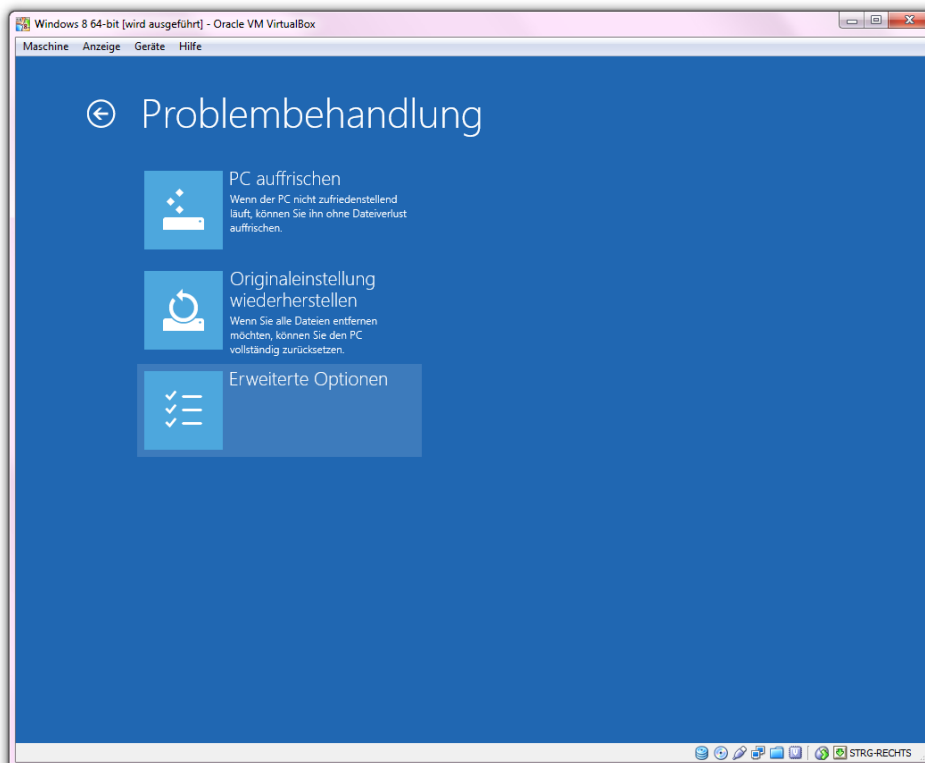 Windows 8 64-bit [wird ausgeführt] - Oracle VM VirtualBox
Maschine Anzeige Geräte Hilfe
Problembehandlung
PC auffrischen
Wenn der PC nicht zufriedenstellend
läuft, können Sie ihn ohne Dateiverlust
auffrischen.
Originaleinstellung
wiederherstellen
Wenn Sie alle Dateien entfernen
möchten, können Sie den PC
vollständig zurücksetzen.
Erweiterte Optionen
STRG-RECHTS